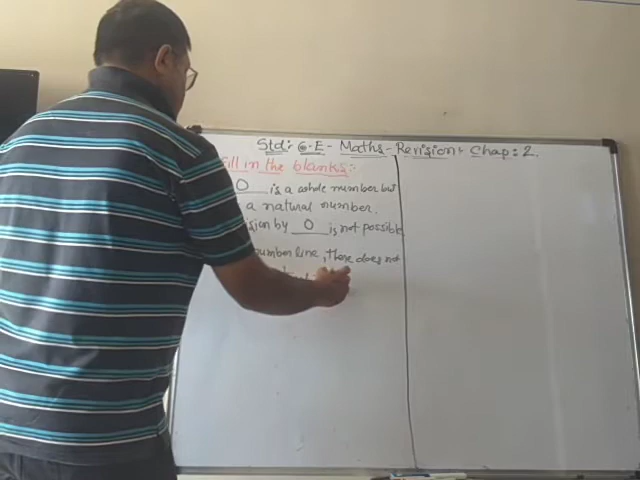 Std: 6-E - Maths - Revision - Chap: 2.
Fill in the blanks:-
0 is a whole number but
a natural number.
by 0 is not possible
number line, there does not